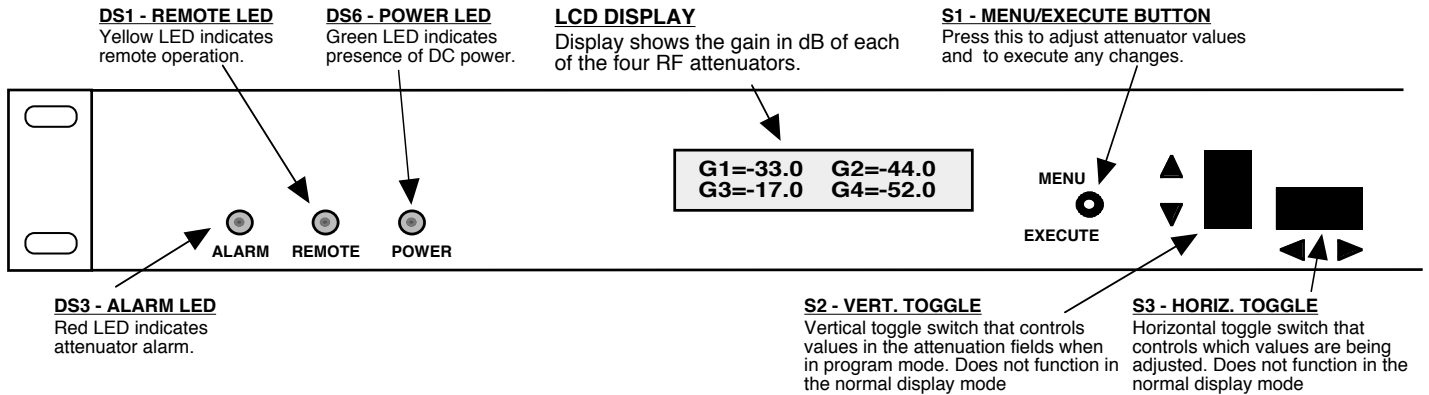 DS1 - REMOTE LED
Yellow LED indicates
remote operation.
DS6 - POWER LED
Green LED indicates
presence of DC power.
LCD DISPLAY
Display shows the gain in dB of each
of the four RF attenuators.
S1 - MENU/EXECUTE BUTTON
Press this to adjust attenuator values
and to execute any changes.
G1=-33.0 G2=-44.0
G3=-17.0 G4=-52.0
MENU
EXECUTE
ALARM
REMOTE
POWER
DS3 - ALARM LED
Red LED indicates
attenuator alarm.
S2 - VERT. TOGGLE
Vertical toggle switch that controls
values in the attenuation fields when
in program mode. Does not function in
the normal display mode
S3 - HORIZ. TOGGLE
Horizontal toggle switch that
controls which values are being
adjusted. Does not function in the
normal display mode